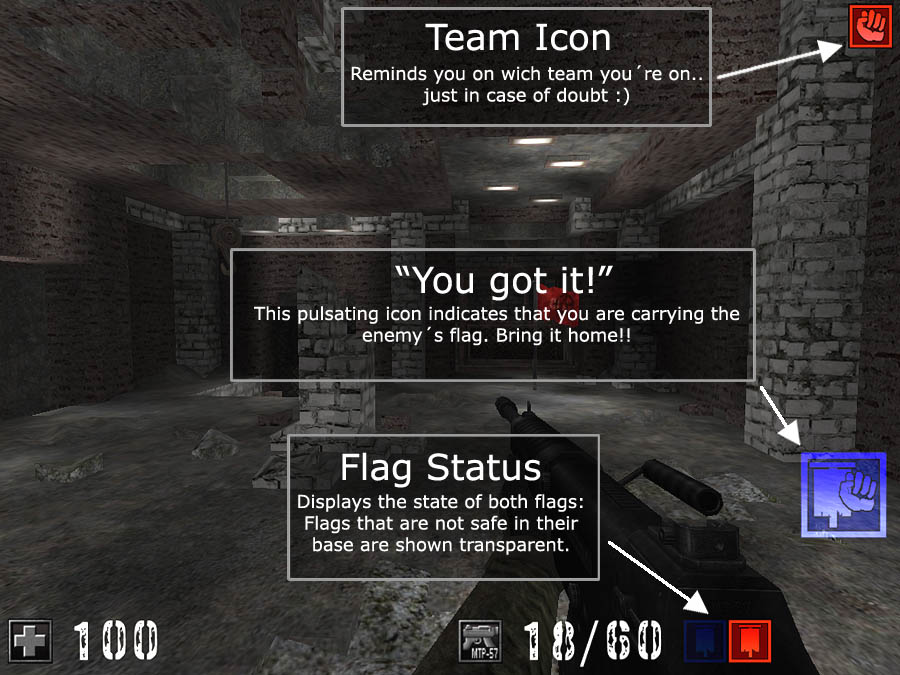 Team Icon
Reminds you on wich team you´re on..
just in case of doubt :)
“You got it!”
This pulsating icon indicates that you are carrying the
enemy´s flag. Bring it home!!
Flag Status
Displays the state of both flags:
Flags that are not safe in their
base are shown transparent.
100
MTP-57
18/60